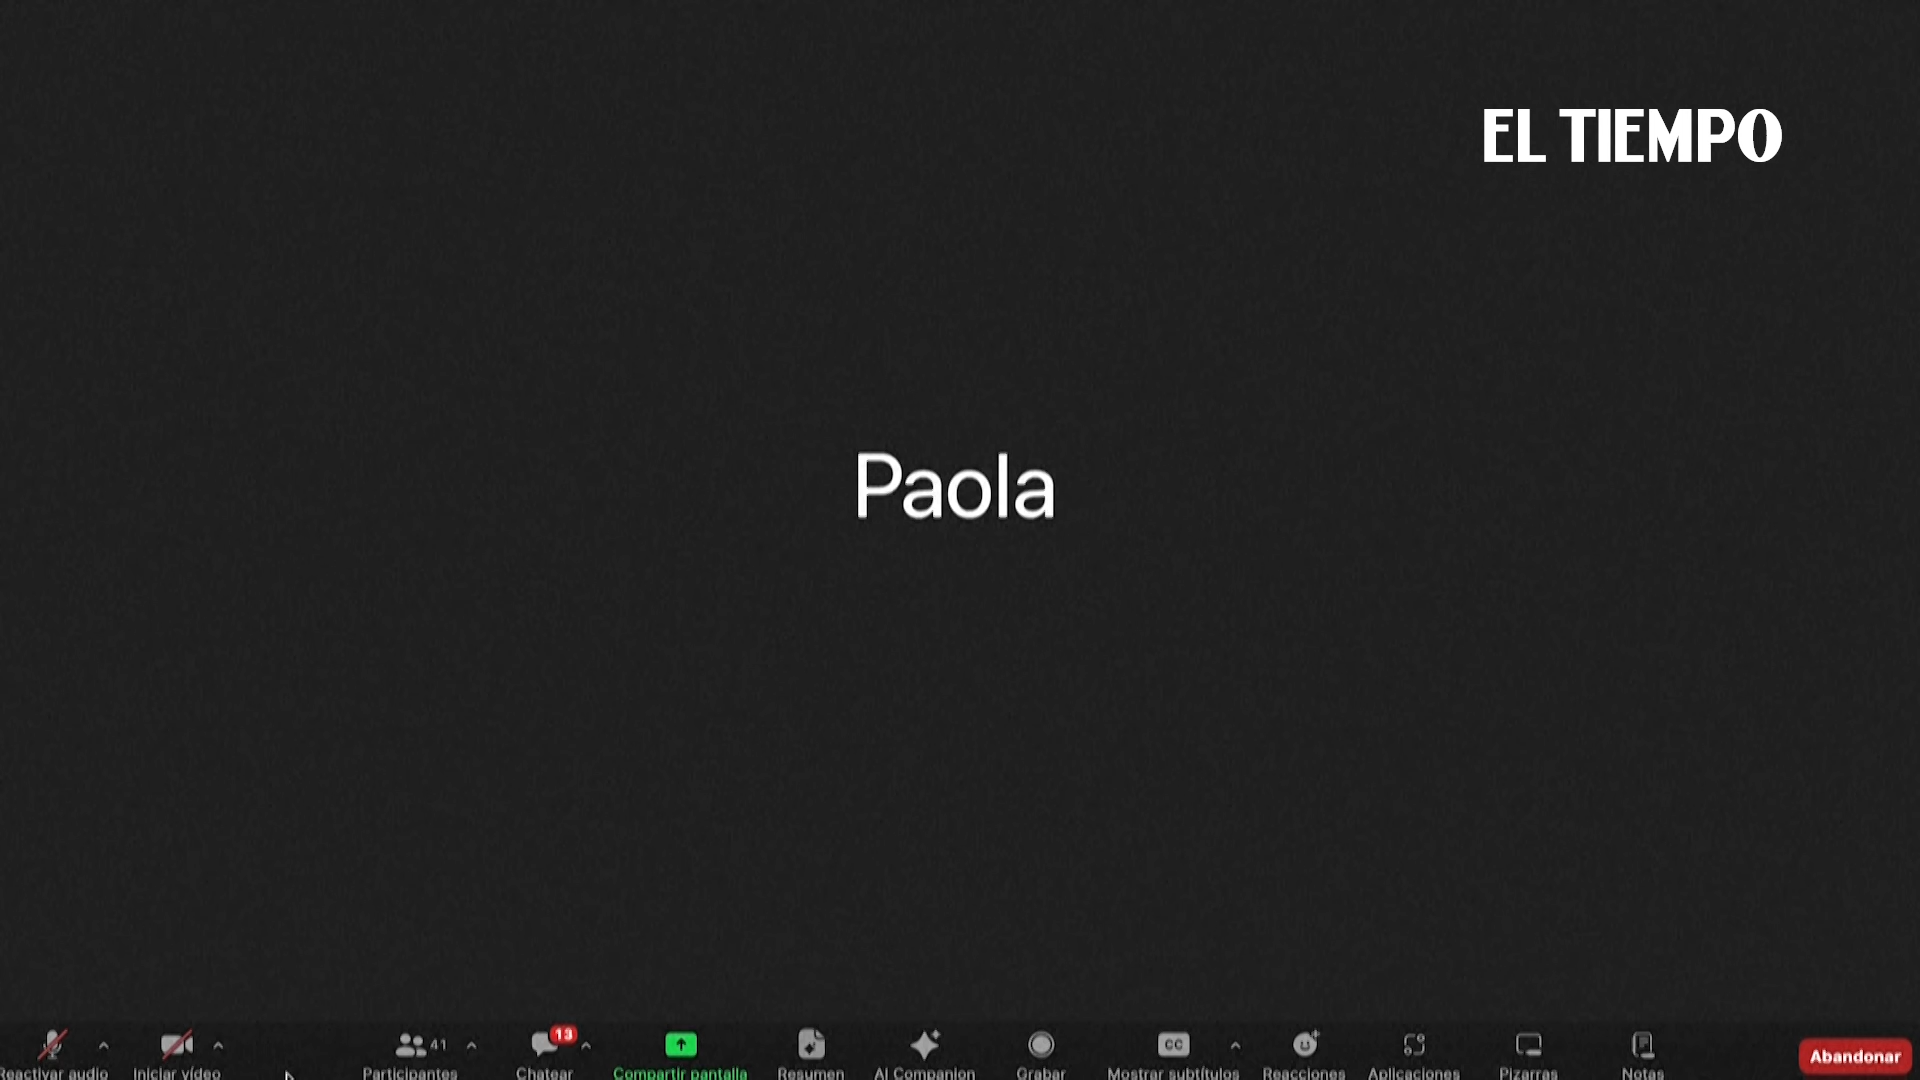 EL TIEMPO
Paola
41
13
CC
Reactivar audio
Iniciar vídeo
Participantes
Chatear
Compartir pantalla
Resumen
AI Companion
Grabar
Mostrar subtítulos
Reacciones
Aplicaciones
Pizarras
Notas
Abandonar